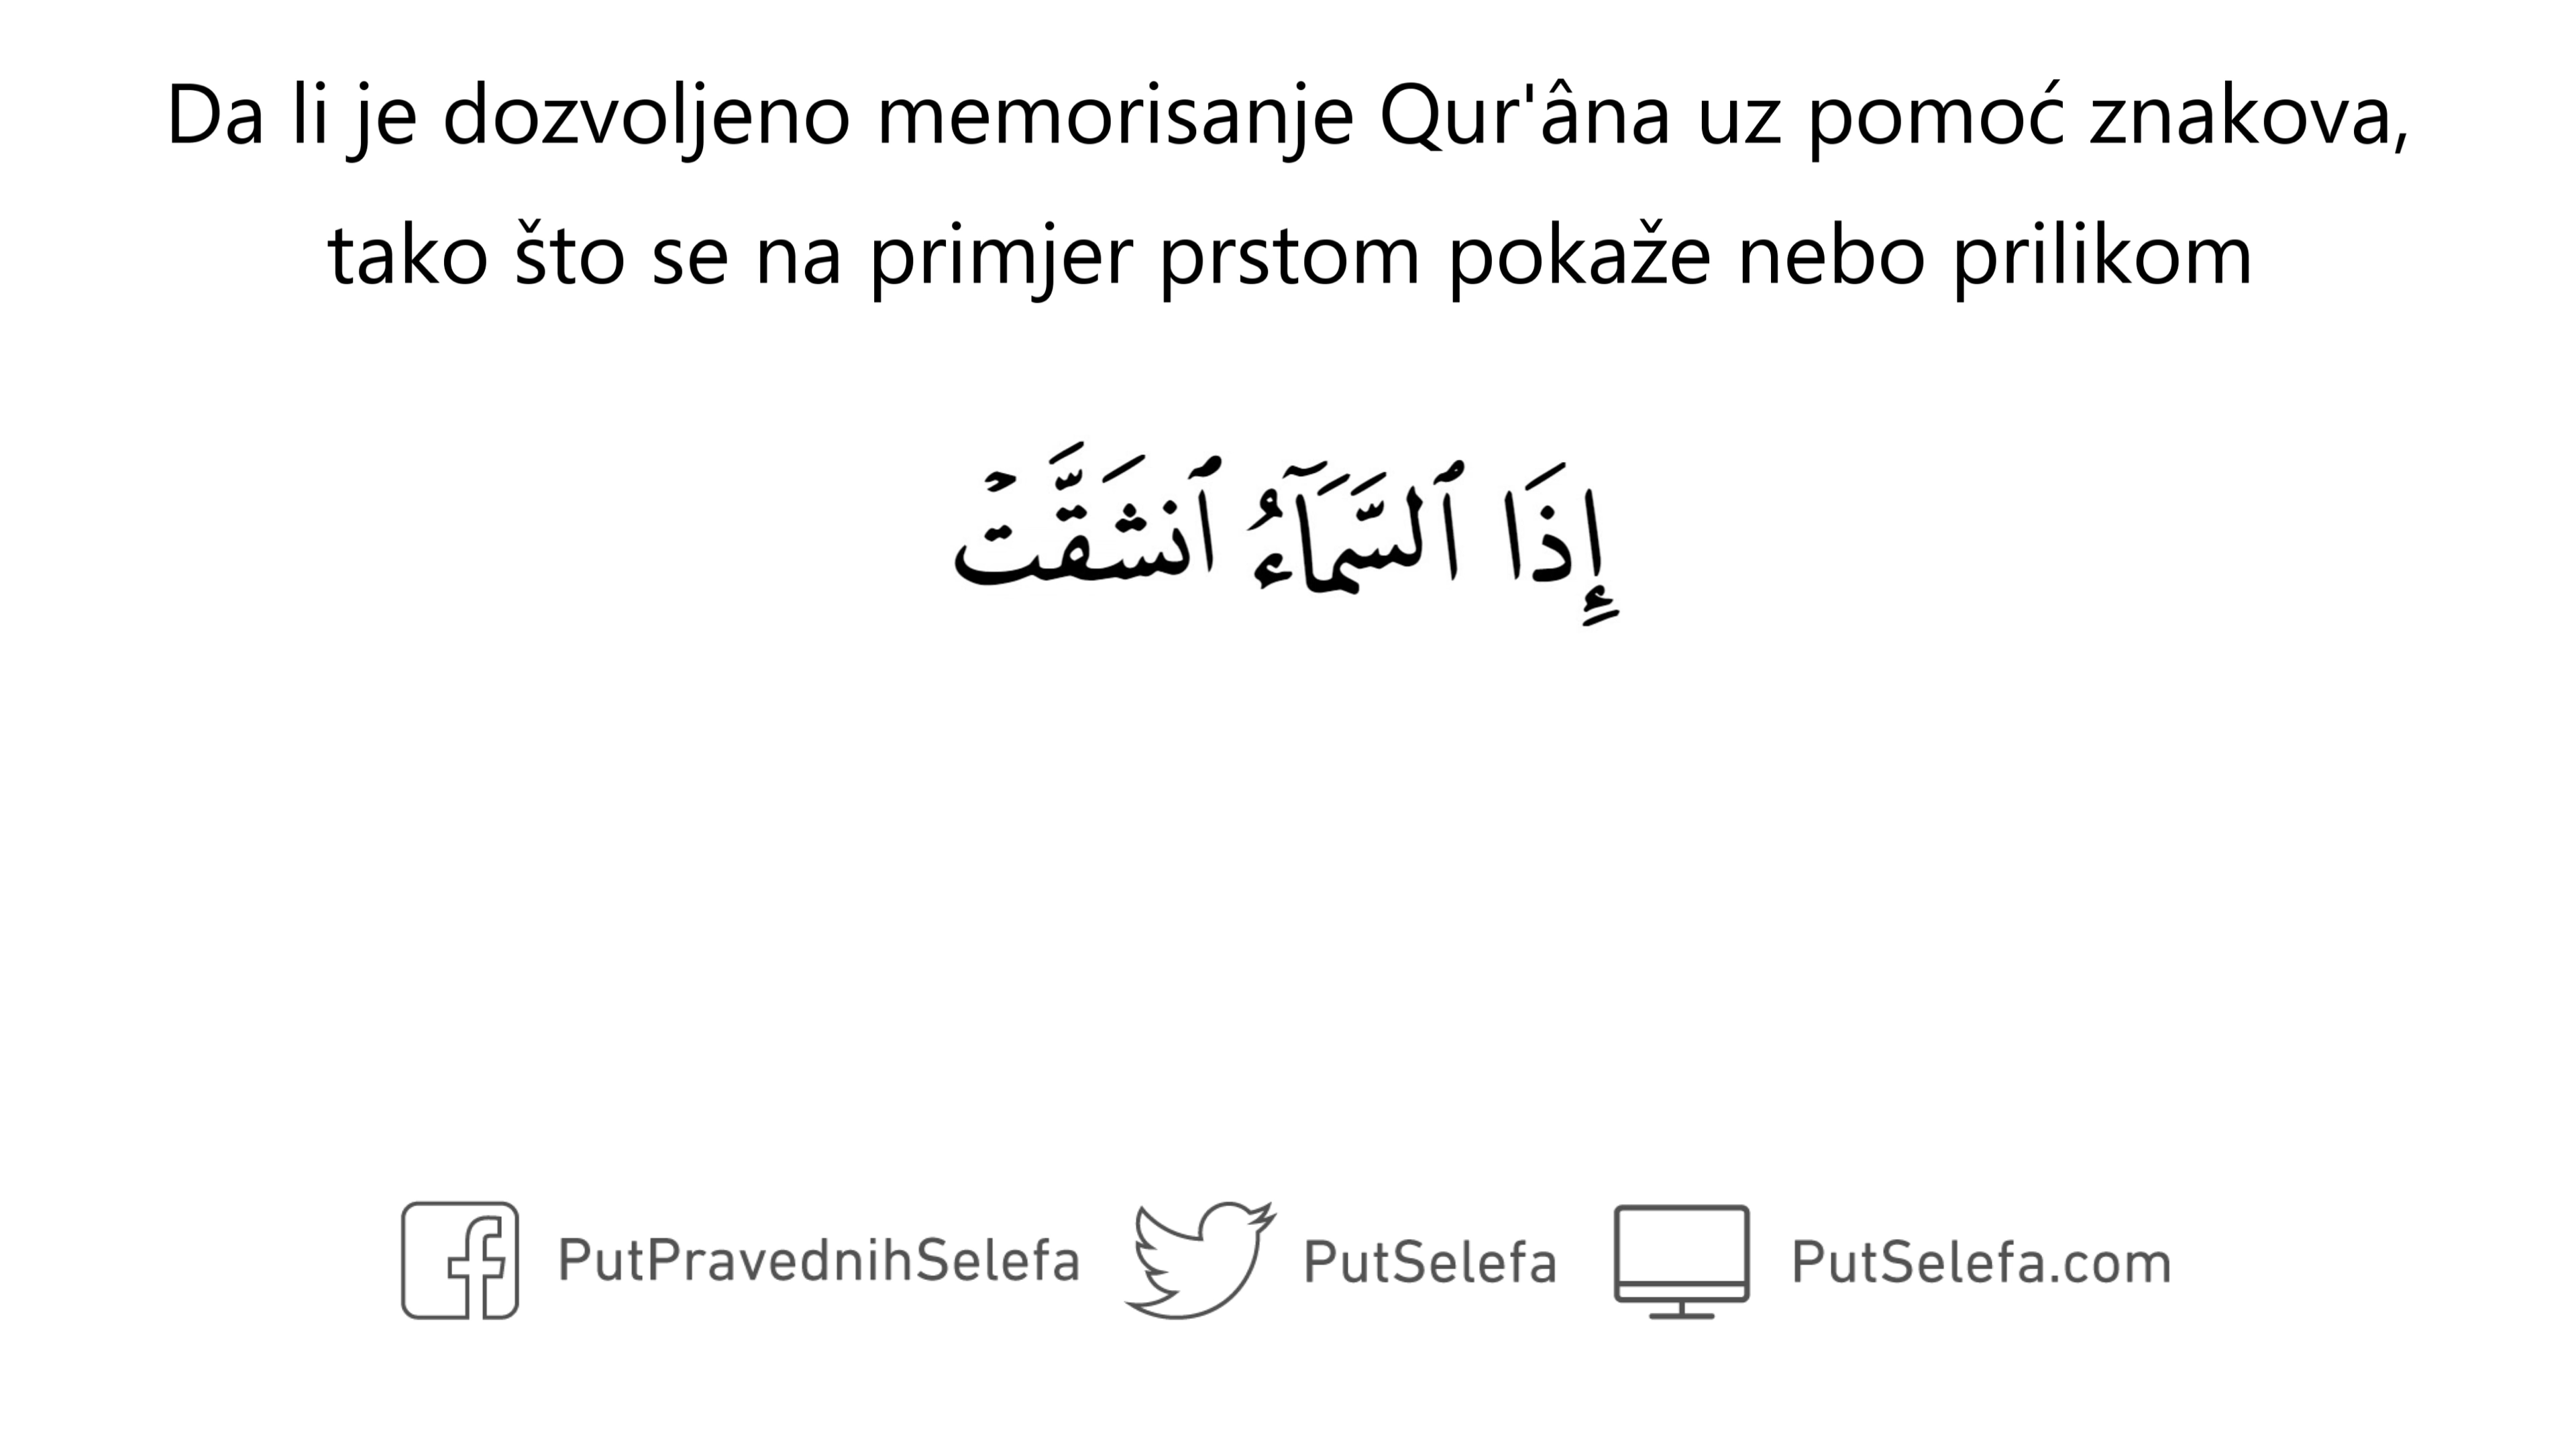 Da li je dozvoljeno memorisanje Qur'âna uz pomoć znakova,
tako što se na primjer prstom pokaže nebo prilikom
إِذَا ٱلسَّمَآءُ ٱنشَقَّتۡ
PutPravednihSelefa PutSelefa PutSelefa.com